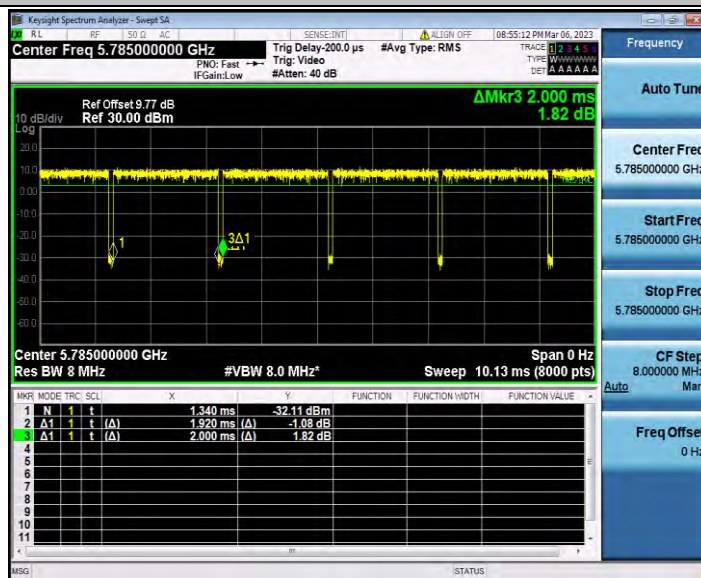 Keysight Spectrum Analyzer - Swept SA
RL RF 50 Ω AC SENSE:INT ALIGN OFF 08:55:12 PM Mar 06, 2023
Center Freq 5.785000000 GHz
PNO: Fast
IFGain:Low
Trig Delay-200.0 µs
Trig: Video
#Atten: 40 dB
#Avg Type: RMS
TRACE 1 2 3 4 5 6
TYPE WWWWWWW
DET A A A A A A
Frequency
Auto Tune
Center Freq
5.785000000 GHz
Start Freq
5.785000000 GHz
Stop Freq
5.785000000 GHz
CF Step
8.000000 MHz
Auto Man
Freq Offset
0 Hz
Ref Offset 9.77 dB
10 dB/div Ref 30.00 dBm
Log
ΔMkr3 2.000 ms
1.82 dB
20.0
10.0
0.00
-10.0
-20.0
-30.0
-40.0
-50.0
-60.0
1
3Δ1
Center 5.785000000 GHz Span 0 Hz
Res BW 8 MHz #VBW 8.0 MHz* Sweep 10.13 ms (8000 pts)
MKR MODE TRC SCL X Y FUNCTION FUNCTION WIDTH FUNCTION VALUE
1 N 1 t 1.340 ms -32.11 dBm
2 Δ1 1 t (Δ) 1.920 ms (Δ) -1.08 dB
3 Δ1 1 t (Δ) 2.000 ms (Δ) 1.82 dB
4
5
6
7
8
9
10
11
MSG STATUS